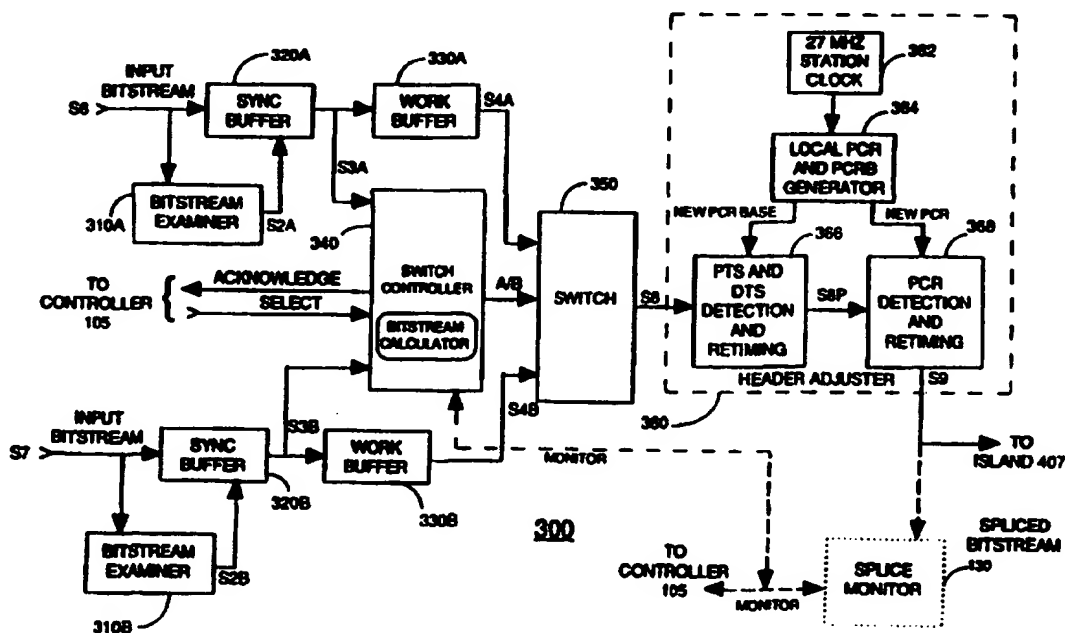 320A
330A
INPUT
BITSTREAM
S6
SYNC
BUFFER
WORK
BUFFER
S4A
S3A
BITSTREAM
EXAMINER
310A
S2A
340
SWITCH
CONTROLLER
BITSTREAM
CALCULATOR
TO
CONTROLLER
105
ACKNOWLEDGE
SELECT
A/B
350
SWITCH
27 MHZ
STATION
CLOCK
362
364
LOCAL PCR
AND PCRB
GENERATOR
NEW PCR BASE
NEW PCR
366
368
S8
PTS AND
DTS
DETECTION
AND
RETIMING
S8P
PCR
DETECTION
AND
RETIMING
HEADER ADJUSTER
S9
360
TO
ISLAND 407
INPUT
BITSTREAM
S7
SYNC
BUFFER
320B
S3B
WORK
BUFFER
330B
S4B
MONITOR
BITSTREAM
EXAMINER
310B
S2B
300
SPLICED
BITSTREAM
TO
CONTROLLER
105
MONITOR
SPLICE
MONITOR
430